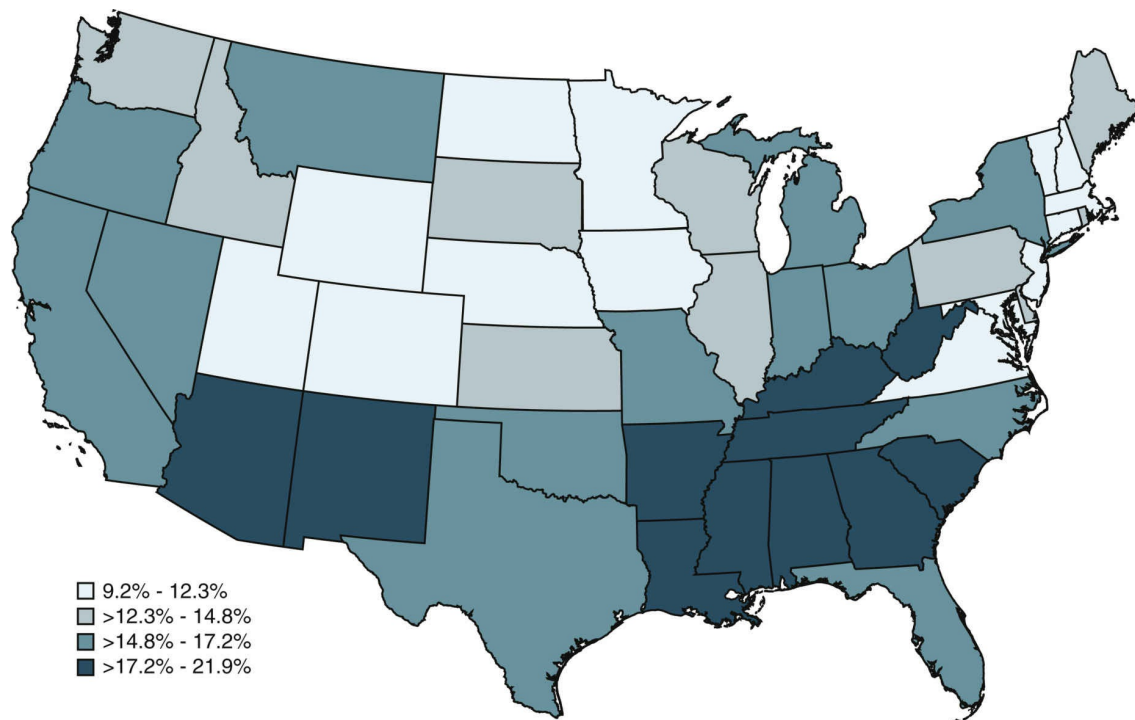 9.2% - 12.3%
>12.3% - 14.8%
>14.8% - 17.2%
>17.2% - 21.9%